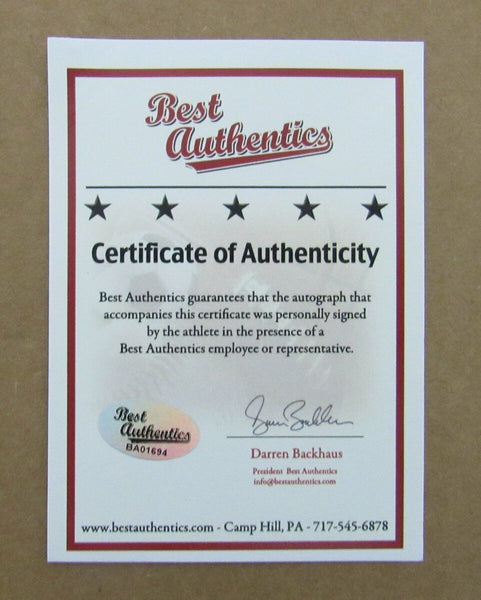 Best
Authentics
Certificate of Authenticity
Best Authentics guarantees that the autograph that
accompanies this certificate was personally signed
by the athlete in the presence of a
Best Authentics employee or representative.
Best
Authentics
BA01694
Darren Backhaus
President Best Authentics
info@bestauthentics.com
www.bestauthentics.com - Camp Hill, PA - 717-545-6878